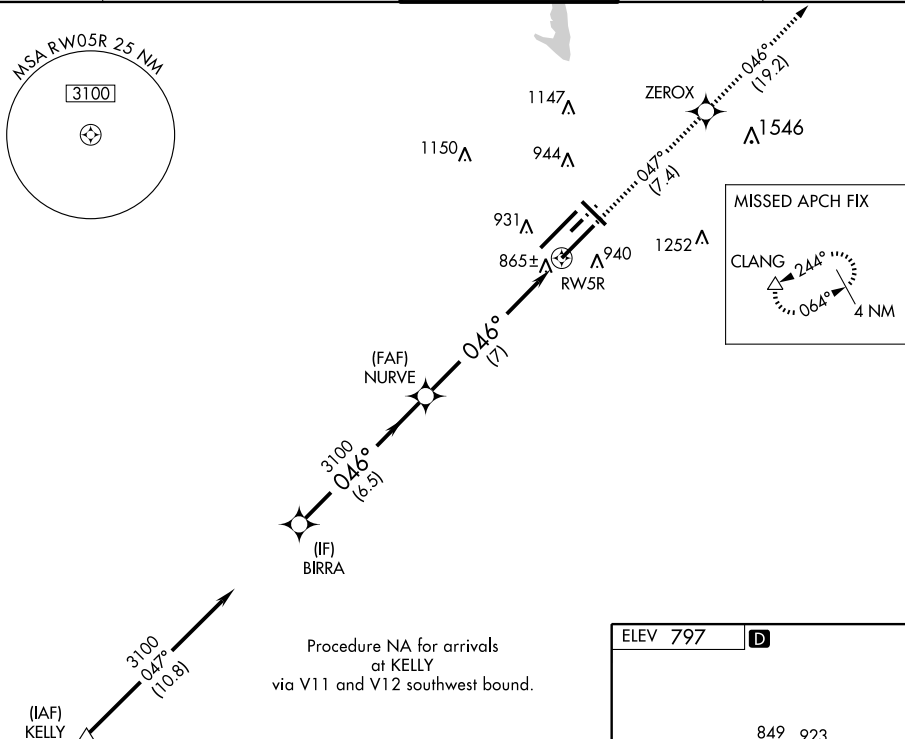 MSA RW05R 25 NM
3100
1147
1150
944
931
865±
940
1252
1546
RW5R
ZEROX
046°
(19.2)
047°
(7.4)
MISSED APCH FIX
CLANG
244°
064°
4 NM
046°
(7)
(FAF)
NURVE
3100
046°
(6.5)
(IF)
BIRRA
3100
047°
(10.8)
(IAF)
KELLY
Procedure NA for arrivals
at KELLY
via V11 and V12 southwest bound.
ELEV 797 D
849 923